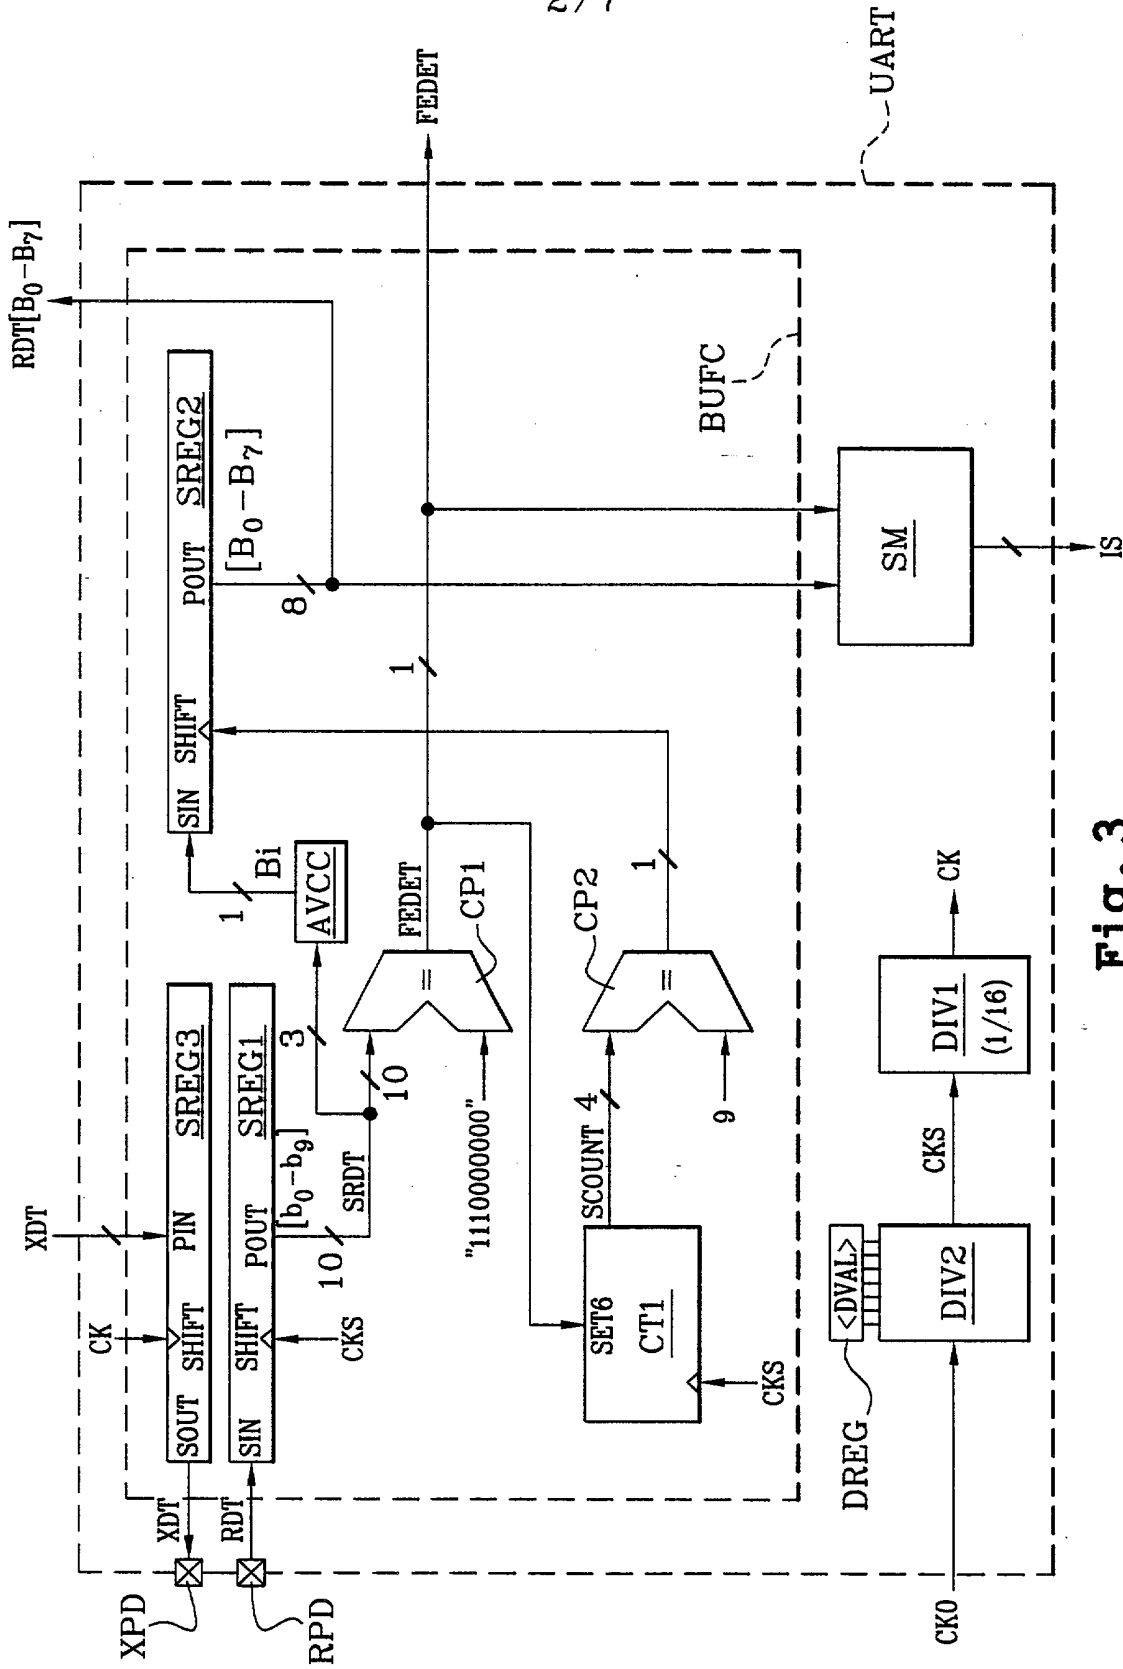 2/7
XPD
RPD
XDT
RDT
CK
XDT
SOUT SHIFT PIN SREG3
SIN SHIFT POUT SREG1
CKS
10
[b0-b9]
SRDT
3
10
"1110000000"
AVCC
1
Bi
FEDET
CP1
SIN SHIFT POUT SREG2
8
[B0-B7]
RDT[B0-B7]
1
FEDET
SET6
CT1
CKS
SCOUNT
4
9
CP2
1
BUFC
UART
SM
IS
CK0
DREG
<DVAL>
DIV2
CKS
DIV1
(1/16)
CK
Fig. 3